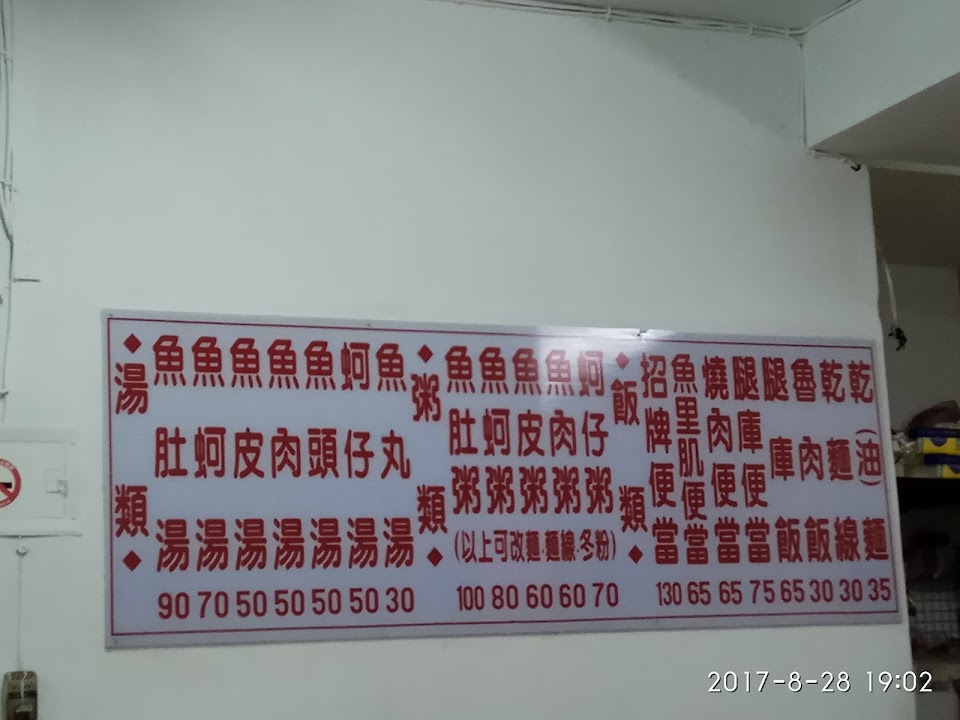 ◆湯類◆
魚肚湯 90
魚蚵湯 70
魚皮湯 50
魚肉湯 50
魚頭湯 50
蚵仔湯 50
魚丸湯 30
◆粥類◆
魚肚粥 100
魚蚵粥 80
魚皮粥 60
魚肉粥 60
蚵仔粥 70
(以上可改麵·麵線·冬粉)
◆飯類◆
招牌便當 130
魚里肌便當 65
燒肉便當 65
腿庫便當 75
腿庫飯 65
魯肉飯 30
乾麵線 30
乾(油)麵 35
2017-8-28 19:02